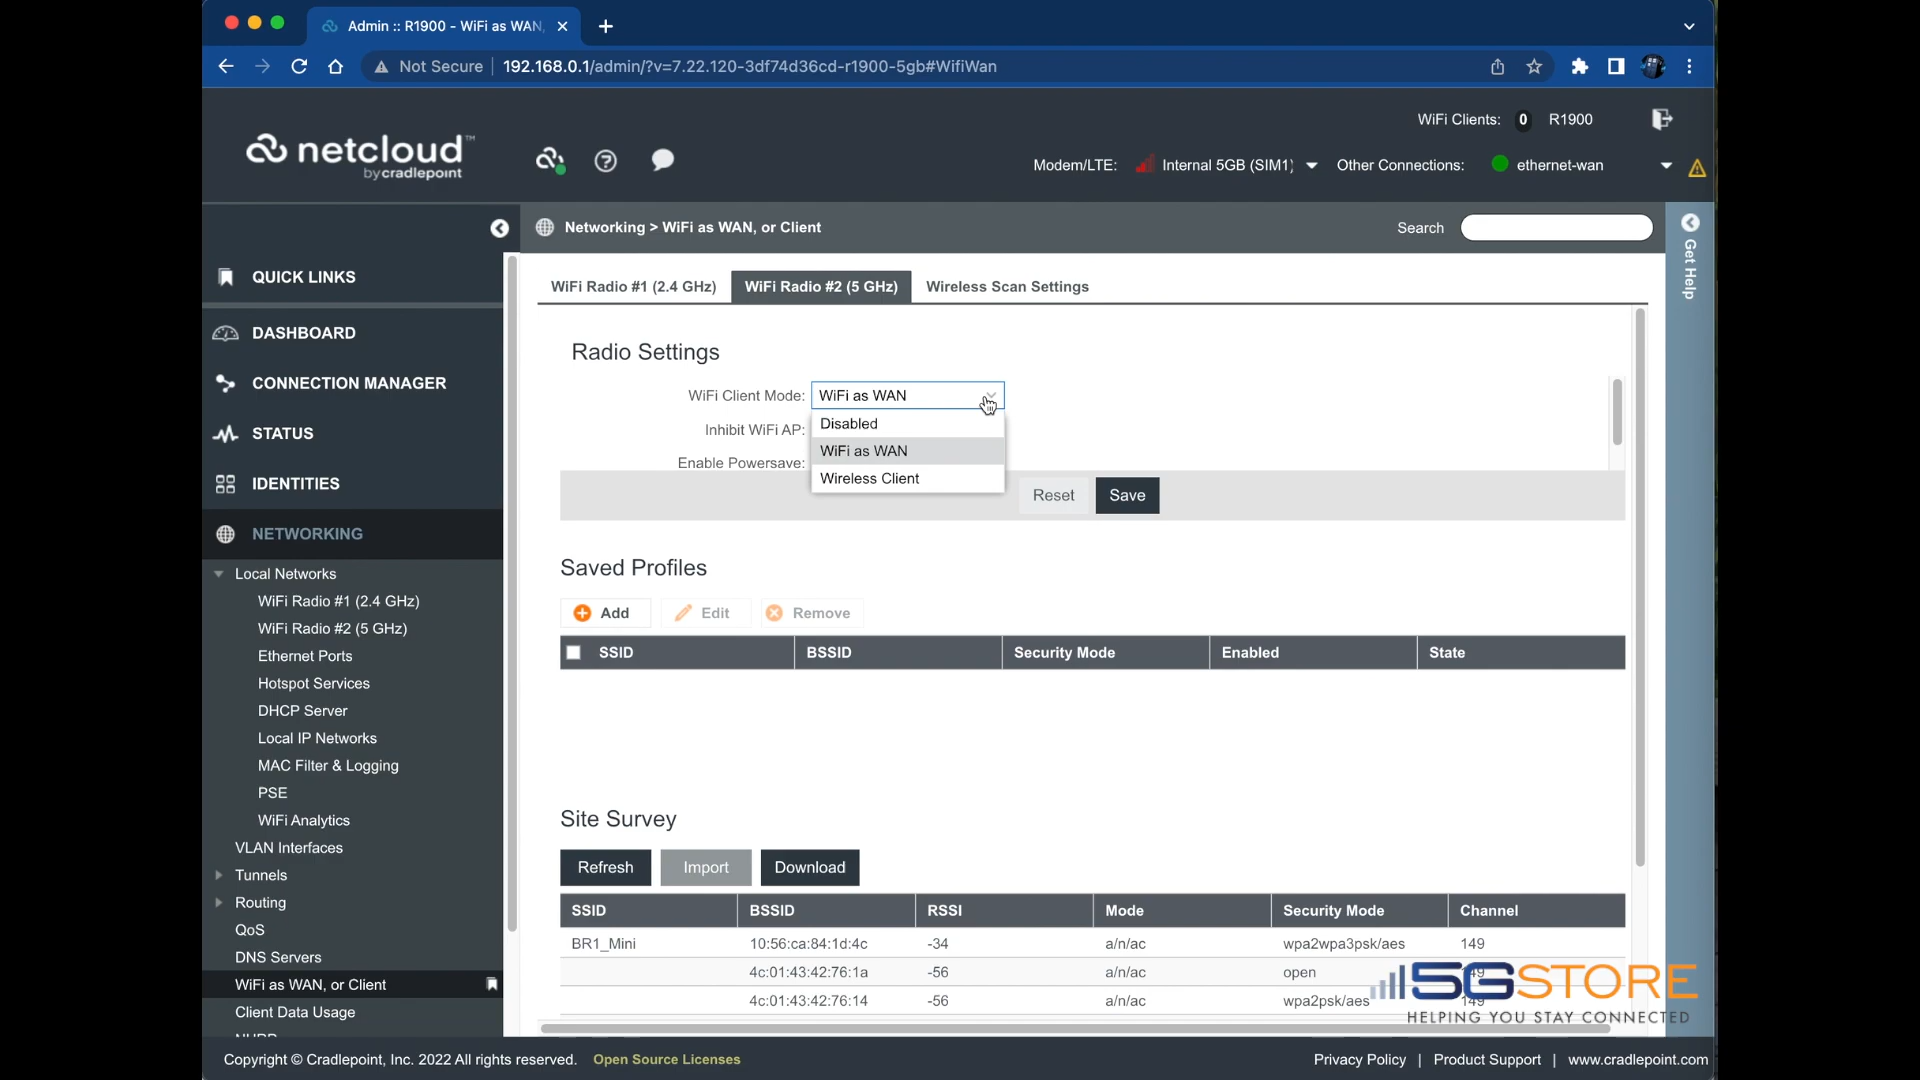 Admin :: R1900 - WiFi as WAN,
Not Secure 192.168.0.1/admin/?v=7.22.120-3df74d36cd-r1900-5gb#WifiWan
WiFi Clients: 0 R1900
netcloud™
by cradlepoint
Modem/LTE: Internal 5GB (SIM1) Other Connections: ethernet-wan
Networking > WiFi as WAN, or Client
Search
Get Help
QUICK LINKS
DASHBOARD
CONNECTION MANAGER
STATUS
IDENTITIES
NETWORKING
Local Networks
WiFi Radio #1 (2.4 GHz)
WiFi Radio #2 (5 GHz)
Ethernet Ports
Hotspot Services
DHCP Server
Local IP Networks
MAC Filter & Logging
PSE
WiFi Analytics
VLAN Interfaces
Tunnels
Routing
QoS
DNS Servers
WiFi as WAN, or Client
Client Data Usage
WiFi Radio #1 (2.4 GHz) WiFi Radio #2 (5 GHz) Wireless Scan Settings
Radio Settings
WiFi Client Mode: WiFi as WAN
Disabled
Inhibit WiFi AP:
WiFi as WAN
Enable Powersave:
Wireless Client
Reset Save
Saved Profiles
Add Edit Remove
SSID BSSID Security Mode Enabled State
Site Survey
Refresh Import Download
SSID BSSID RSSI Mode Security Mode Channel
BR1_Mini 10:56:ca:84:1d:4c -34 a/n/ac wpa2wpa3psk/aes 149
4c:01:43:42:76:1a -56 a/n/ac open 149
4c:01:43:42:76:14 -56 a/n/ac wpa2psk/aes 149
5GSTORE
HELPING YOU STAY CONNECTED
Copyright © Cradlepoint, Inc. 2022 All rights reserved. Open Source Licenses
Privacy Policy | Product Support | www.cradlepoint.com